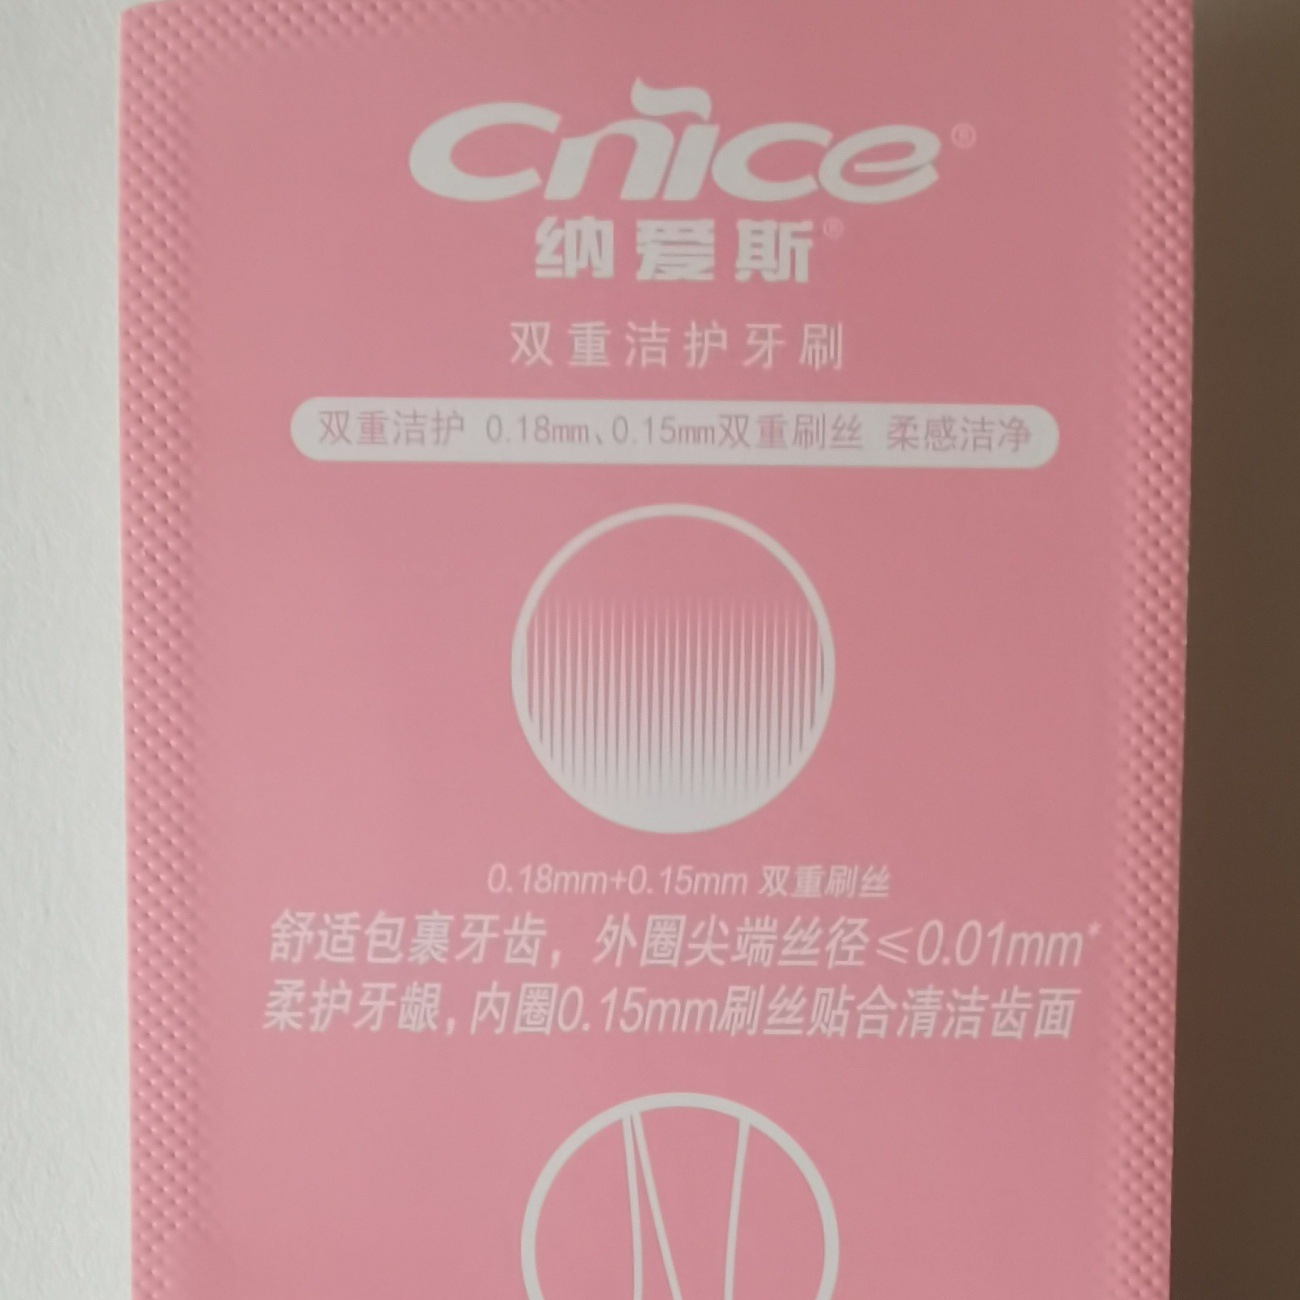 Cnice®
纳爱斯®
双重洁护牙刷
双重洁护 0.18mm、0.15mm双重刷丝 柔感洁净
0.18mm+0.15mm 双重刷丝
舒适包裹牙齿，外圈尖端丝径≤0.01mm*
柔护牙龈，内圈0.15mm刷丝贴合清洁齿面